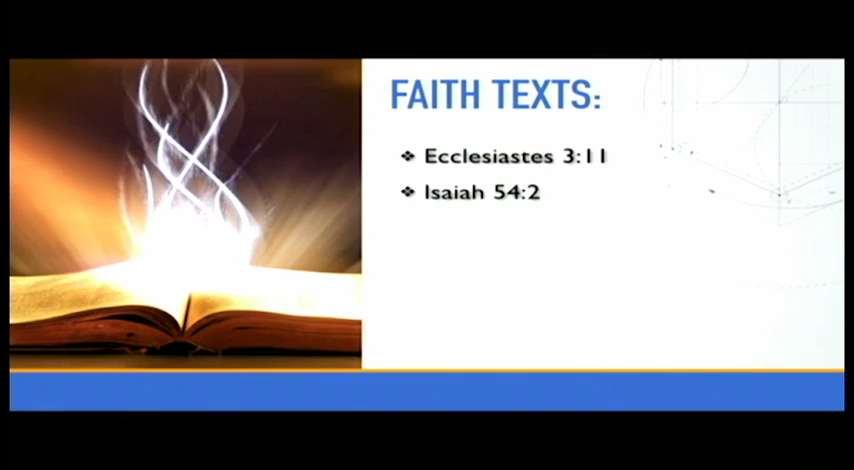 FAITH TEXTS:
❖ Ecclesiastes 3:11
❖ Isaiah 54:2